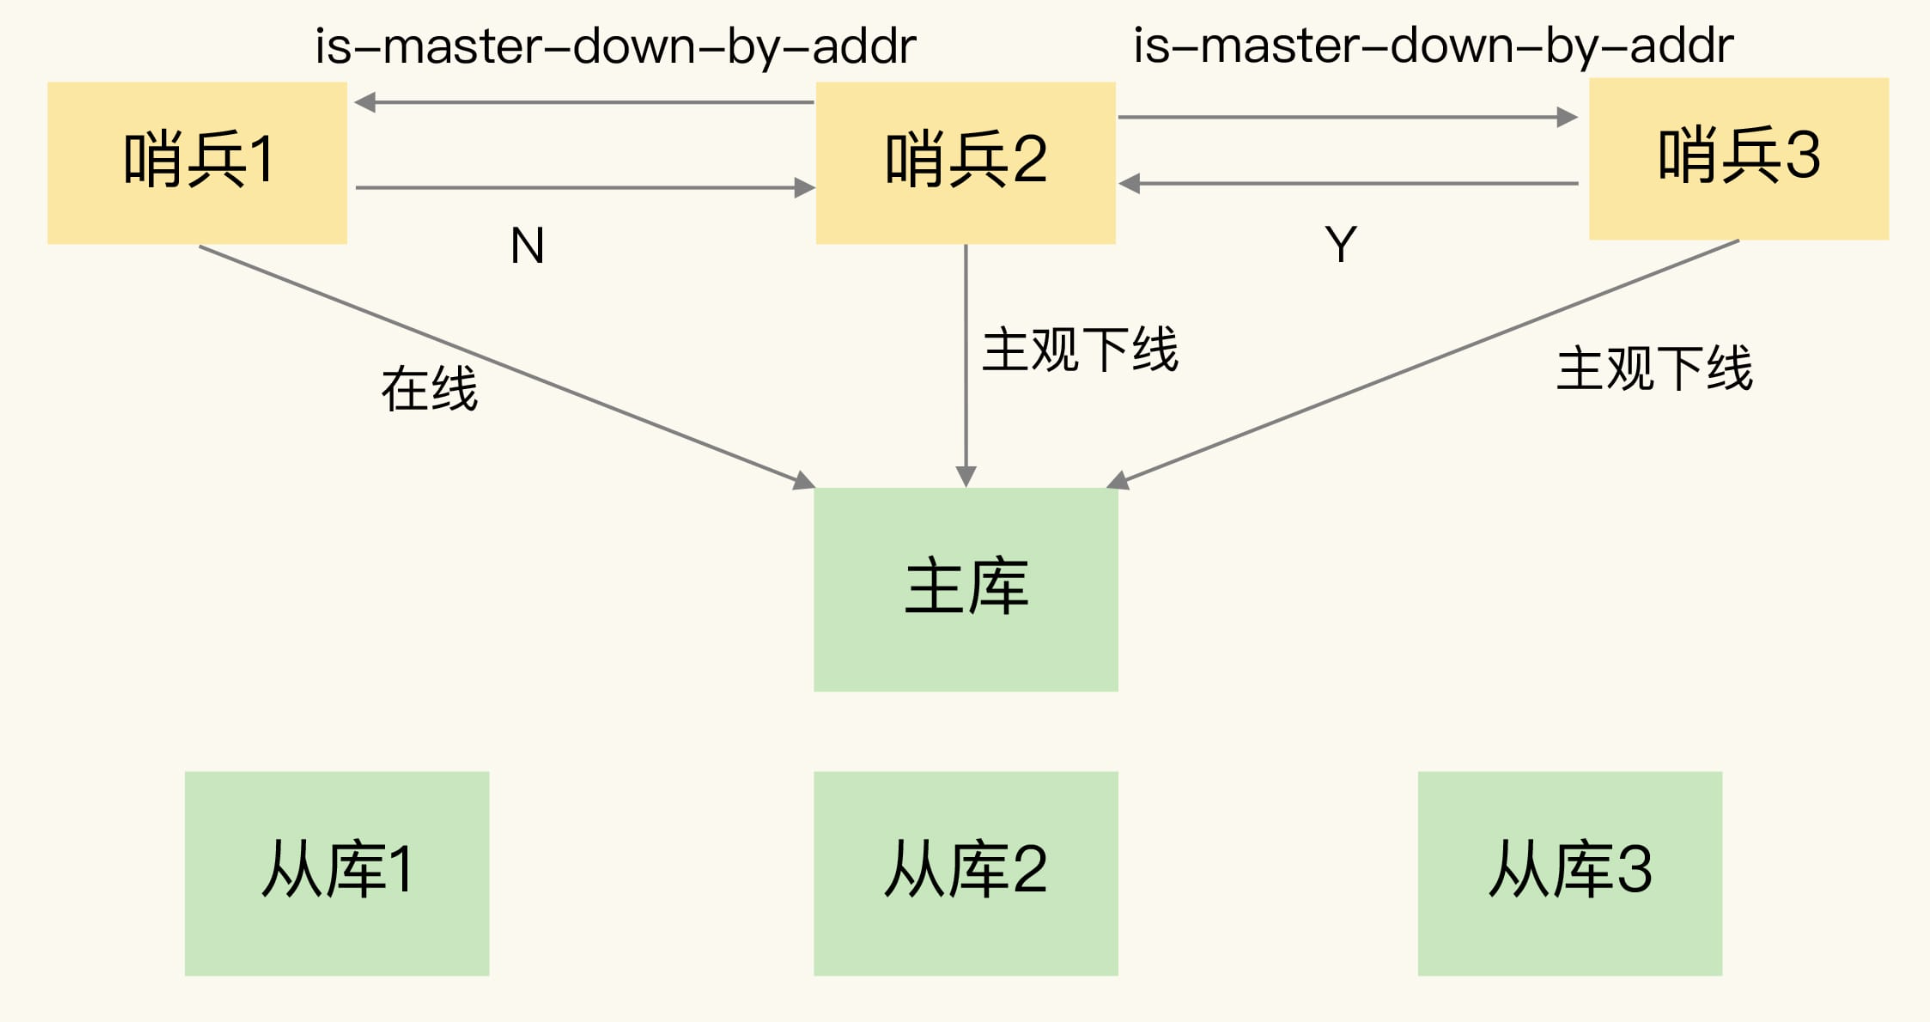 is-master-down-by-addr
is-master-down-by-addr
哨兵1
哨兵2
哨兵3
N
Y
在线
主观下线
主观下线
主库
从库1
从库2
从库3